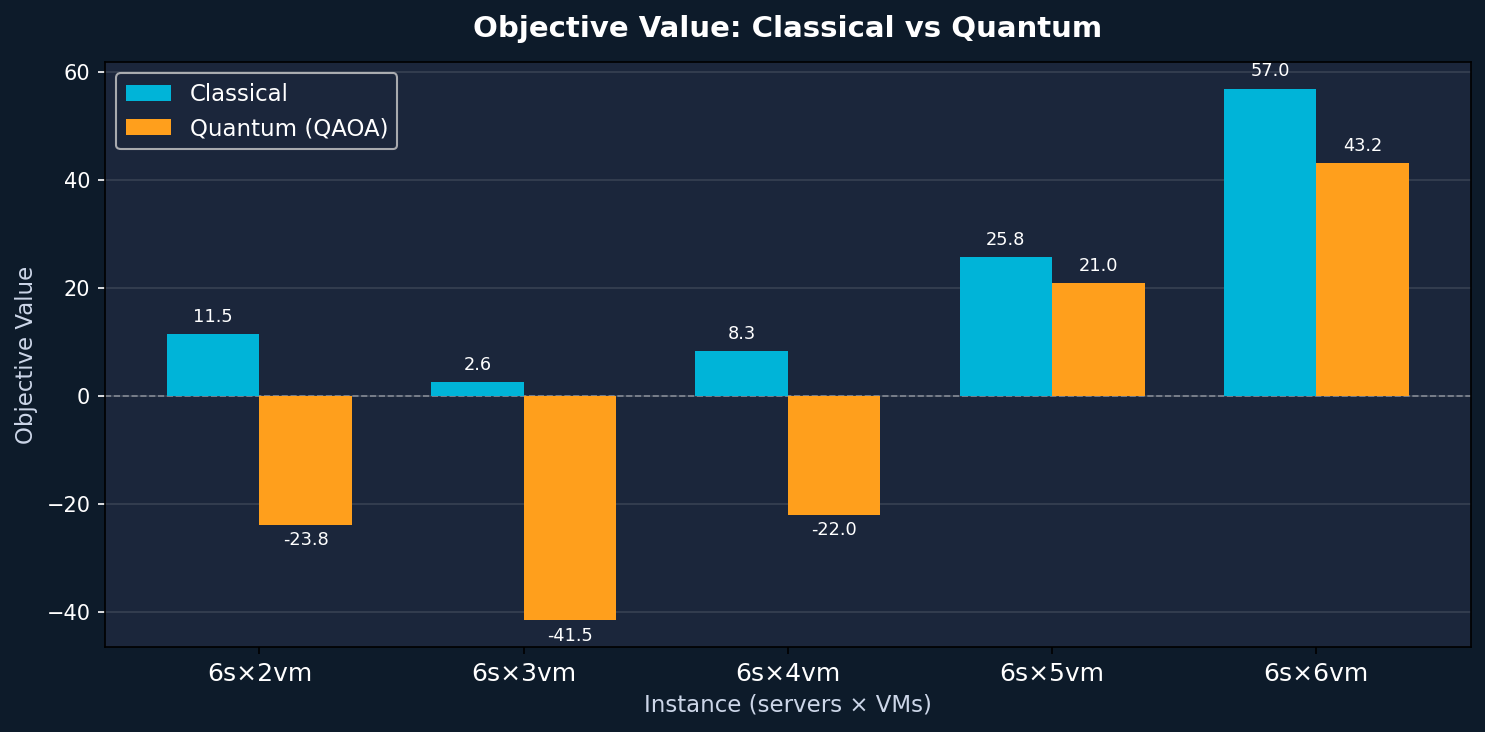 Objective Value: Classical vs Quantum
Classical
Quantum (QAOA)
Objective Value
60
40
20
0
−20
−40
11.5
-23.8
2.6
-41.5
8.3
-22.0
25.8
21.0
57.0
43.2
6s×2vm
6s×3vm
6s×4vm
6s×5vm
6s×6vm
Instance (servers × VMs)